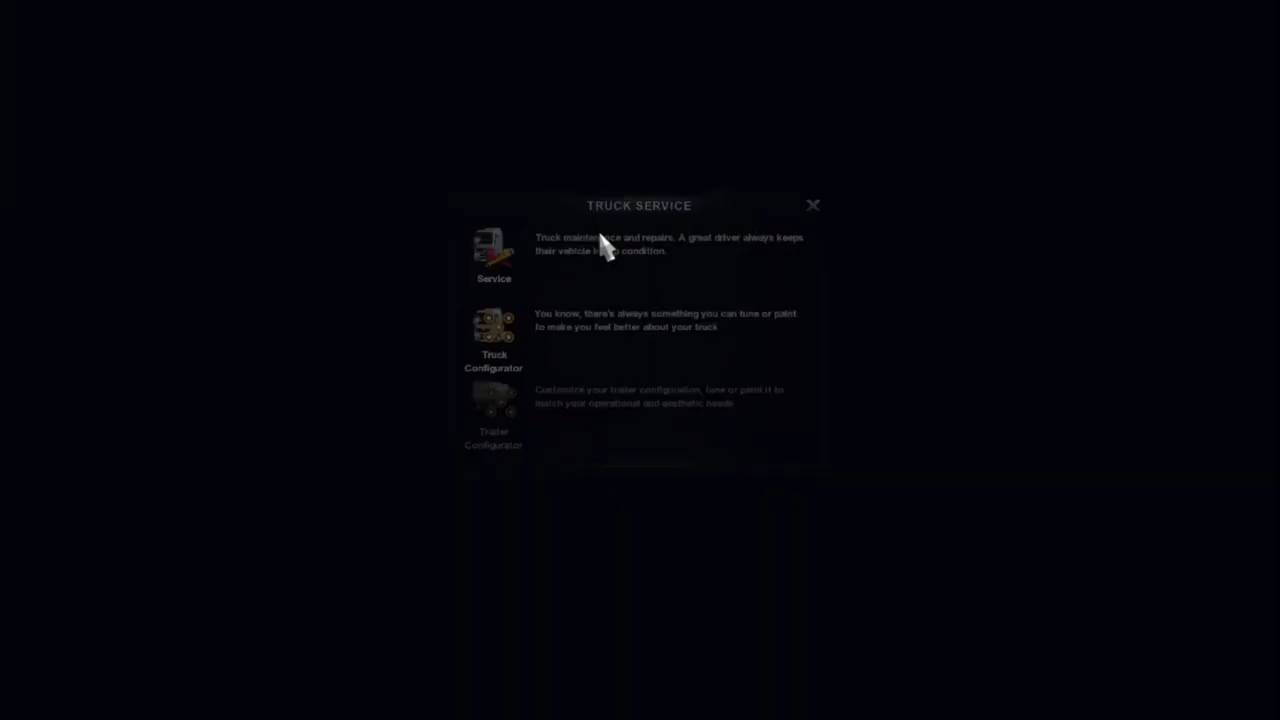 TRUCK SERVICE
Truck maintenance and repairs. A great driver always keeps
their vehicle in condition.
Service
You know, there's always something you can tune or paint
to make you feel better about your truck
Truck
Configurator
Customize your trailer configuration, tune or paint it to
match your operational and aesthetic needs
Trailer
Configurator